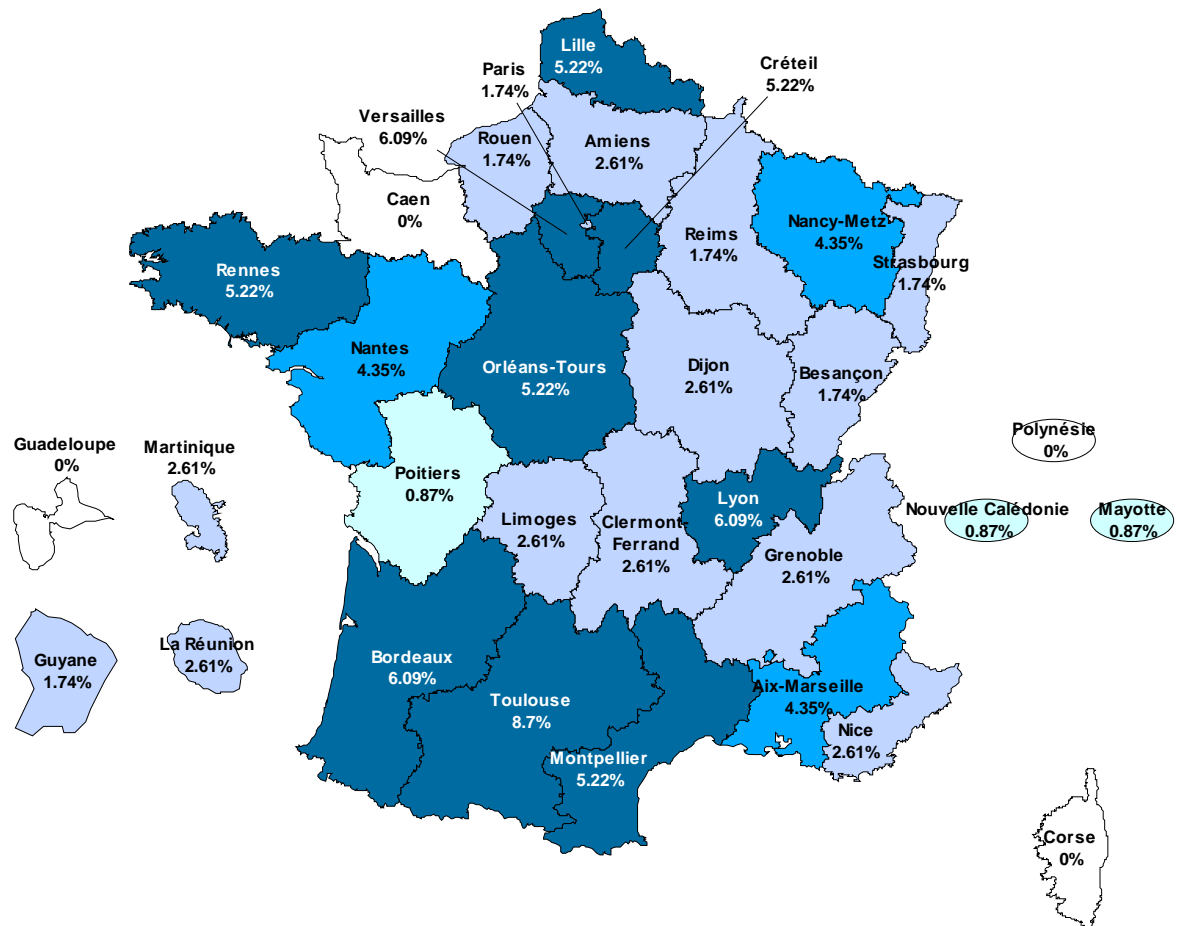 Lille
5.22%
Paris
1.74%
Créteil
5.22%
Versailles
6.09%
Rouen
1.74%
Amiens
2.61%
Caen
0%
Reims
1.74%
Nancy-Metz
4.35%
Strasbourg
1.74%
Rennes
5.22%
Nantes
4.35%
Orléans-Tours
5.22%
Dijon
2.61%
Besançon
1.74%
Polynésie
0%
Guadeloupe
0%
Martinique
2.61%
Poitiers
0.87%
Limoges
2.61%
Clermont-
Ferrand
2.61%
Lyon
6.09%
Grenoble
2.61%
Nouvelle Calédonie
0.87%
Mayotte
0.87%
Guyane
1.74%
La Réunion
2.61%
Bordeaux
6.09%
Toulouse
8.7%
Montpellier
5.22%
Aix-Marseille
4.35%
Nice
2.61%
Corse
0%